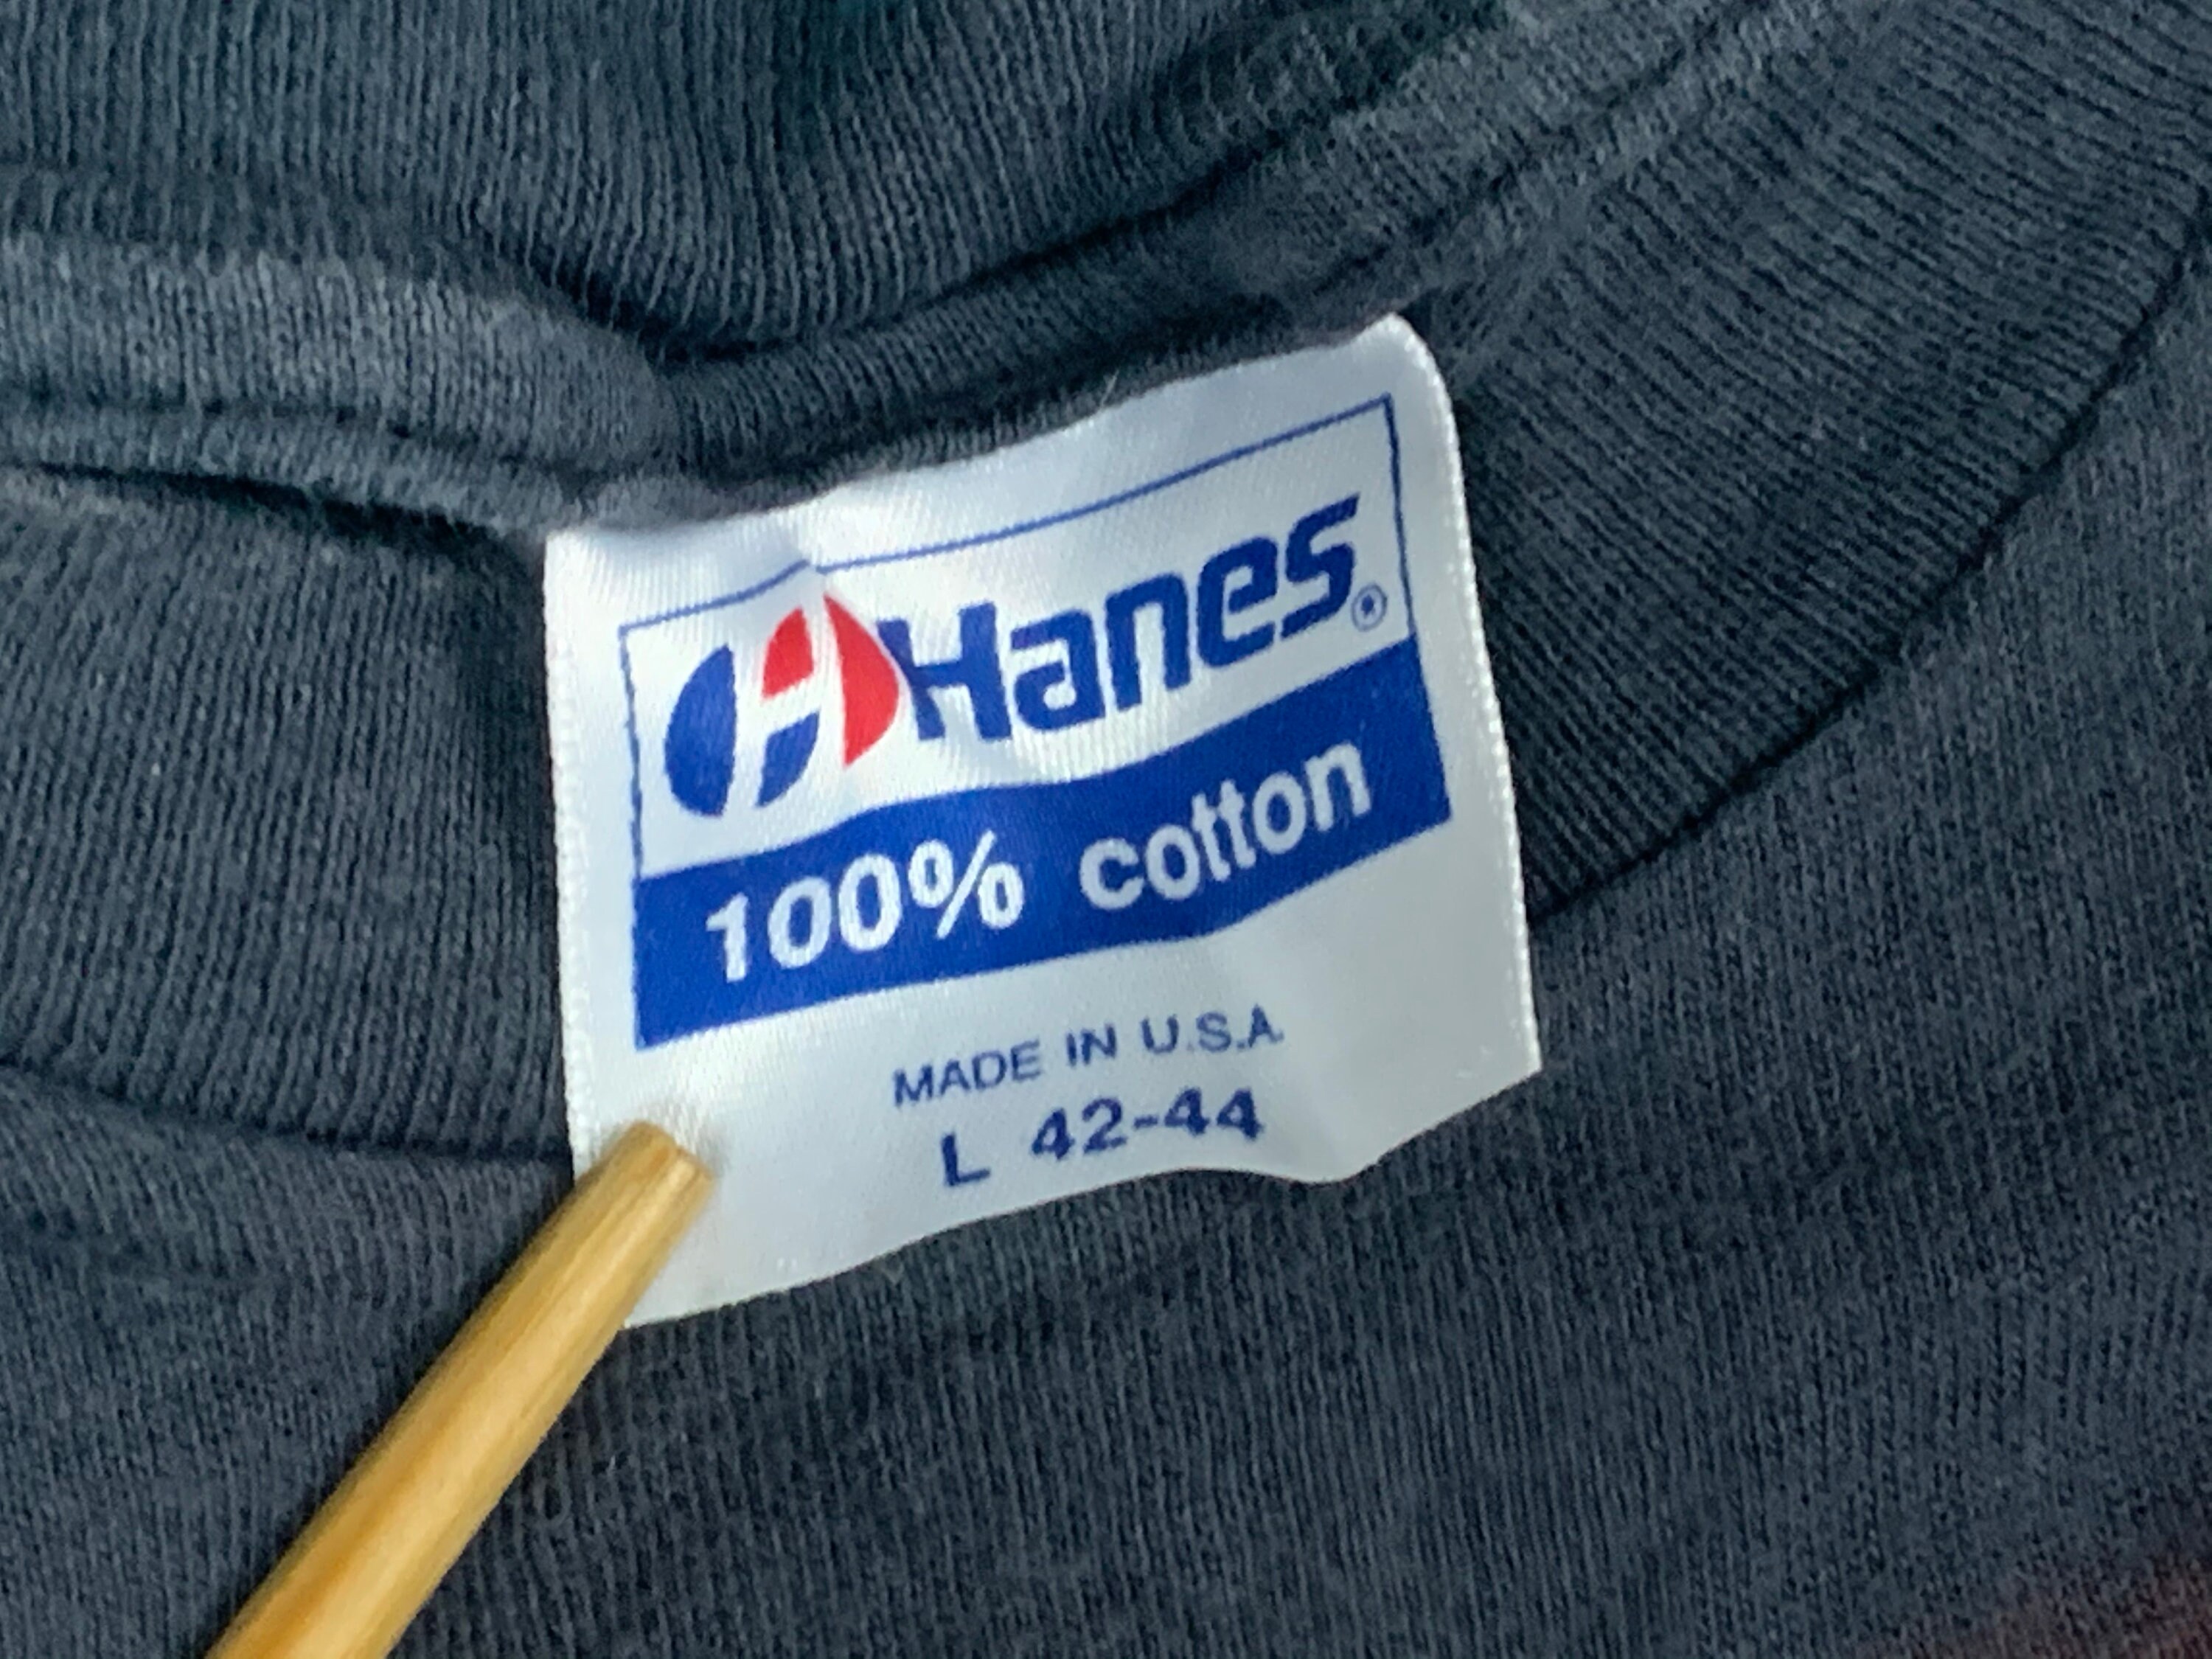 Hanes®
100% cotton
MADE IN U.S.A.
L 42-44